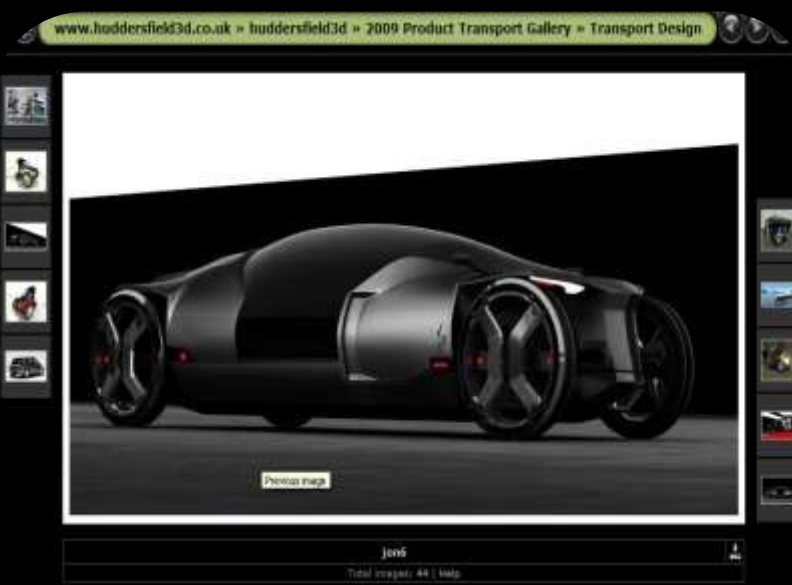 www.huddersfield3d.co.uk » huddersfield3d » 2009 Product Transport Gallery » Transport Design
Previous image
jon6
Total images: 44 | Help